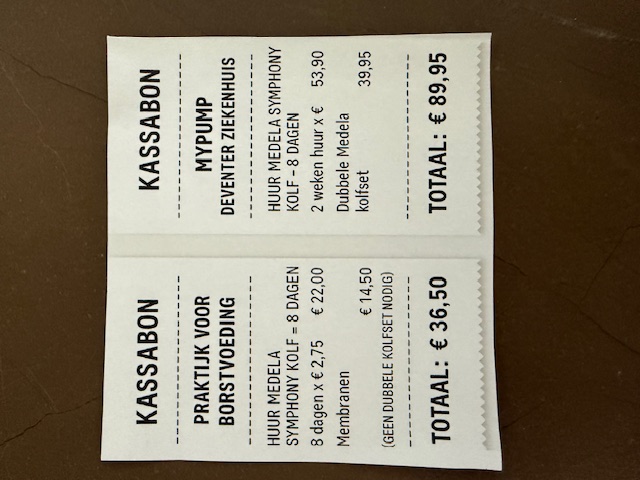 KASSABON
MYPUMP
DEVENTER ZIEKENHUIS
HUUR MEDELA SYMPHONY
KOLF – 8 DAGEN
2 weken huur x € 53,90
Dubbele Medela 39,95
kolfset
TOTAAL: € 89,95
KASSABON
PRAKTIJK VOOR
BORSTVOEDING
HUUR MEDELA
SYMPHONY KOLF = 8 DAGEN
8 dagen x € 2,75 € 22,00
Membranen
€ 14,50
(GEEN DUBBELE KOLFSET NODIG)
TOTAAL: € 36,50